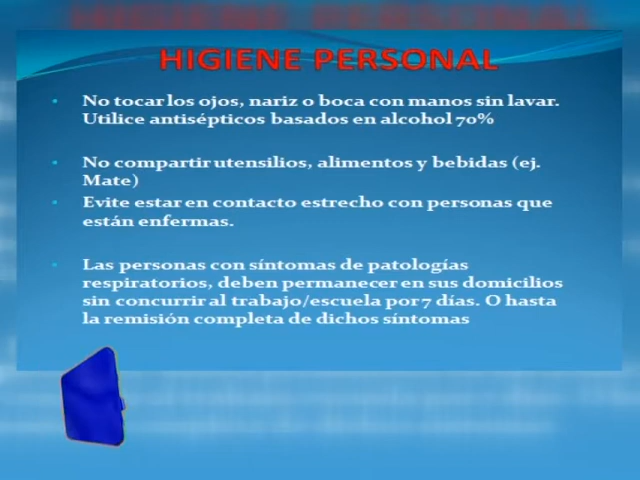 HIGIENE PERSONAL
• No tocar los ojos, nariz o boca con manos sin lavar.
Utilice antisépticos basados en alcohol 70%
• No compartir utensilios, alimentos y bebidas (ej.
Mate)
• Evite estar en contacto estrecho con personas que
están enfermas.
• Las personas con síntomas de patologías
respiratorios, deben permanecer en sus domicilios
sin concurrir al trabajo/escuela por 7 días. O hasta
la remisión completa de dichos síntomas